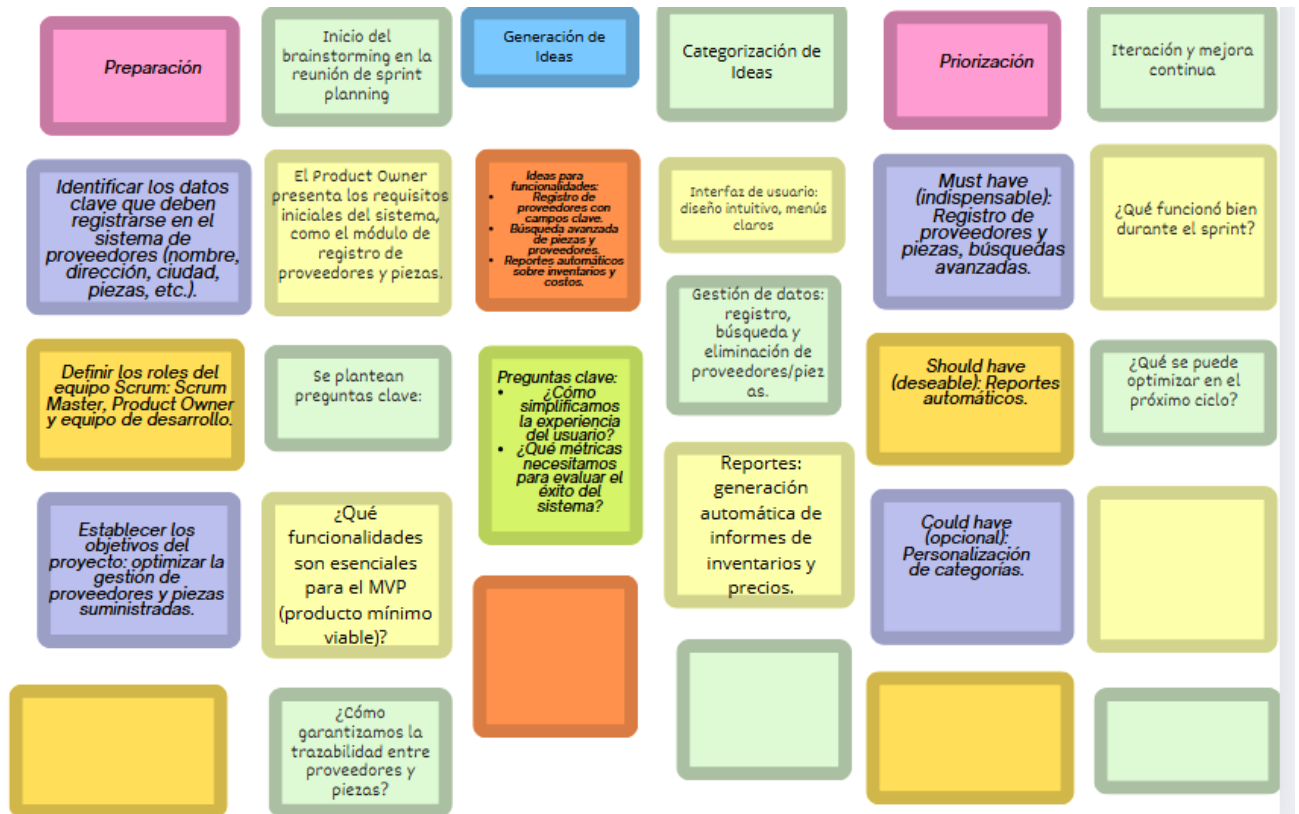 Preparación
Identificar los datos
clave que deben
registrarse en el
sistema de
proveedores (nombre,
dirección, ciudad,
piezas, etc.).
Definir los roles del
equipo Scrum: Scrum
Master, Product Owner
y equipo de desarrollo.
Establecer los
objetivos del
proyecto: optimizar la
gestión de
proveedores y piezas
suministradas.
Inicio del
brainstorming en la
reunión de sprint
planning
El Product Owner
presenta los requisitos
iniciales del sistema,
como el módulo de
registro de
proveedores y piezas.
Se plantean
preguntas clave:
¿Qué
funcionalidades
son esenciales
para el MVP
(producto mínimo
viable)?
¿Cómo
garantizamos la
trazabilidad entre
proveedores y
piezas?
Generación de
Ideas
Ideas para
funcionalidades:
• Registro de
proveedores con
campos clave.
• Búsqueda avanzada
de piezas y
proveedores.
• Reportes automáticos
sobre inventarios y
costos.
Preguntas clave:
• ¿Cómo
simplificamos
la experiencia
del usuario?
• ¿Qué métricas
necesitamos
para evaluar el
éxito del
sistema?
Categorización de
Ideas
Interfaz de usuario:
diseño intuitivo, menús
claros
Gestión de datos:
registro,
búsqueda y
eliminación de
proveedores/piez
as.
Reportes:
generación
automática de
informes de
inventarios y
precios.
Priorización
Must have
(indispensable):
Registro de
proveedores y
piezas, búsquedas
avanzadas.
Should have
(deseable): Reportes
automáticos.
Could have
(opcional):
Personalización
de categorías.
Iteración y mejora
continua
¿Qué funcionó bien
durante el sprint?
¿Qué se puede
optimizar en el
próximo ciclo?